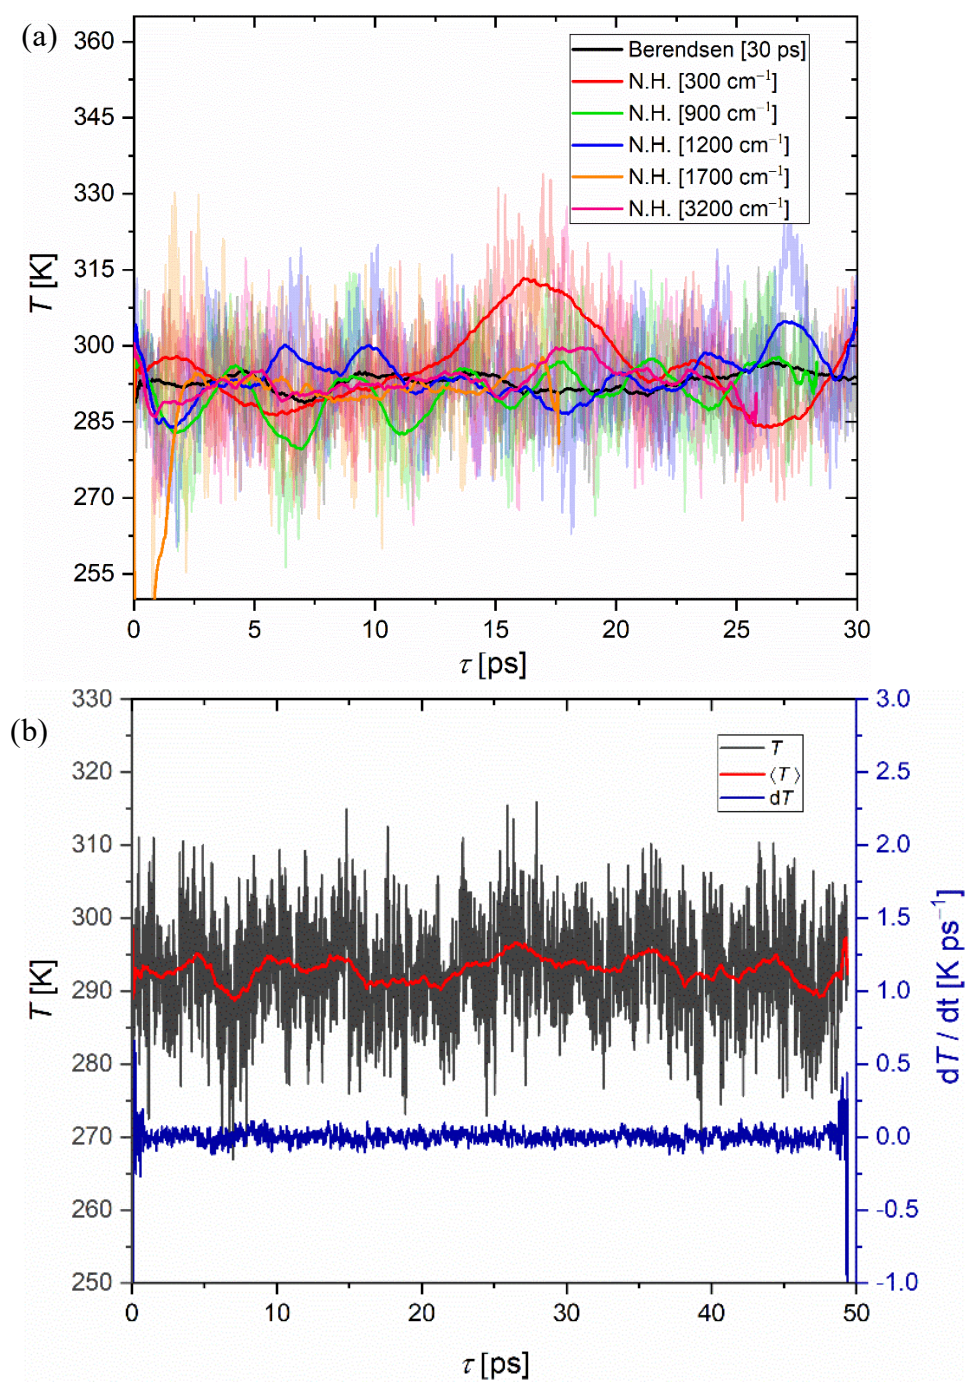 (a)
Berendsen [30 ps]
N.H. [300 cm⁻¹]
N.H. [900 cm⁻¹]
N.H. [1200 cm⁻¹]
N.H. [1700 cm⁻¹]
N.H. [3200 cm⁻¹]
T [K]
360
345
330
315
300
285
270
255
0 5 10 15 20 25 30
τ [ps]
(b)
T
⟨T⟩
dT
T [K]
330
320
310
300
290
280
270
260
250
3.0
2.5
2.0
1.5
1.0
0.5
0.0
-0.5
-1.0
dT / dt [K ps⁻¹]
0 10 20 30 40 50
τ [ps]